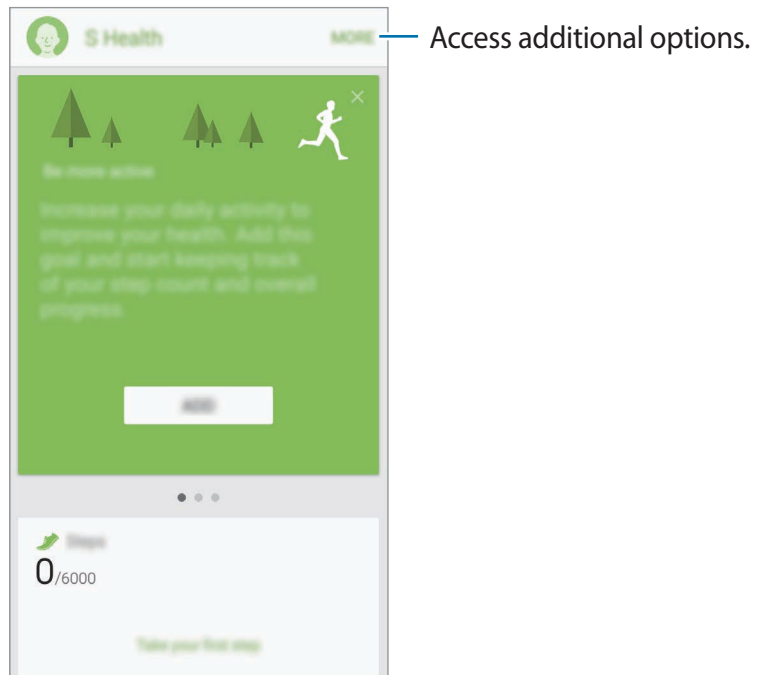 S Health
MORE
Access additional options.
Be more active
Increase your daily activity to
improve your health. Add this
goal and start keeping track
of your step count and overall
progress.
ADD
Steps
0/6000
Take your first step